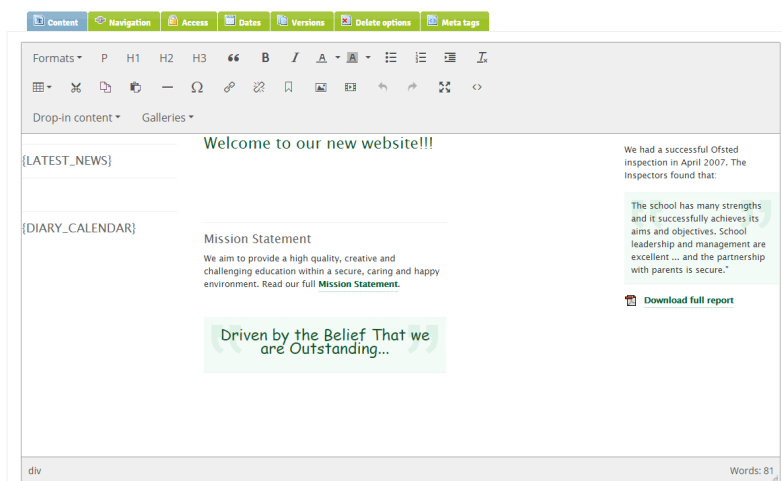 Content Navigation Access Dates Versions Delete options Meta tags
Formats P H1 H2 H3 B I A A
Drop-in content Galleries
{LATEST_NEWS}
{DIARY_CALENDAR}
Welcome to our new website!!!
Mission Statement
We aim to provide a high quality, creative and
challenging education within a secure, caring and happy
environment. Read our full Mission Statement.
Driven by the Belief That we
are Outstanding...
We had a successful Ofsted
inspection in April 2007. The
Inspectors found that:
The school has many strengths
and it successfully achieves its
aims and objectives. School
leadership and management are
excellent ... and the partnership
with parents is secure."
Download full report
div Words: 81